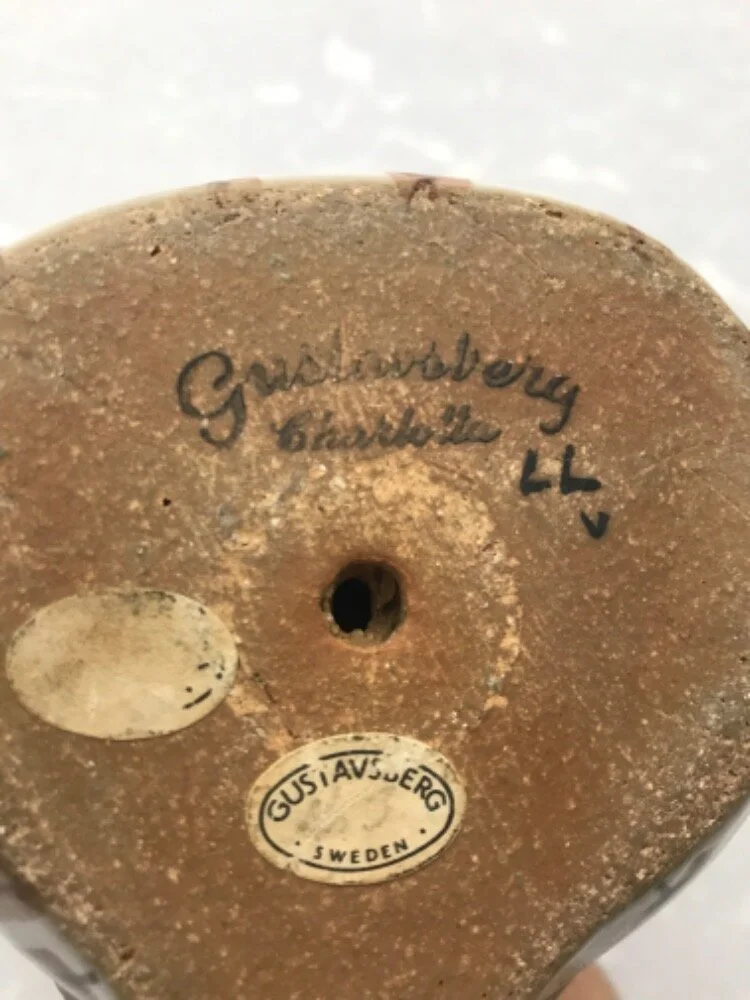 Gustavsberg
Charlotta
LL
v
GUSTAVSBERG
· SWEDEN ·